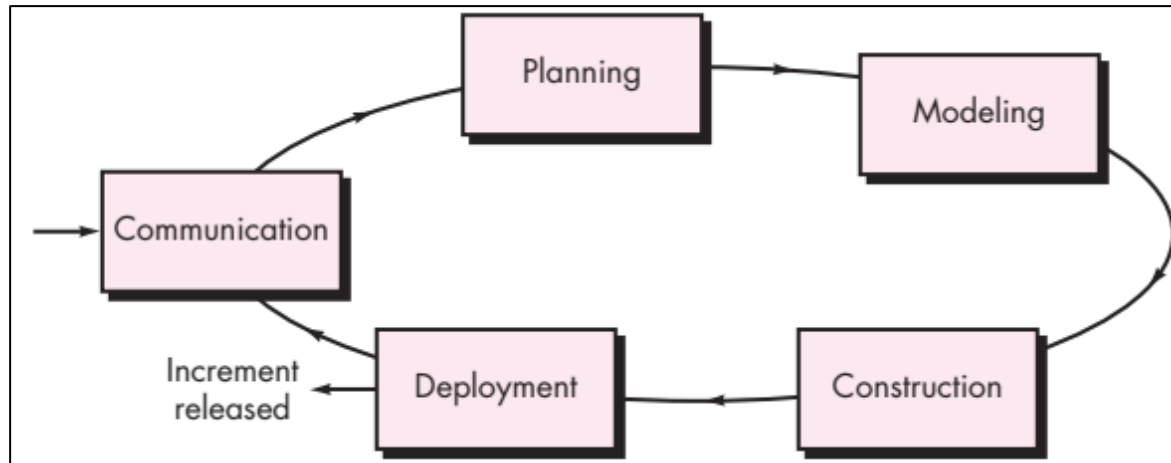 Planning
Modeling
Communication
Increment
released
Deployment
Construction